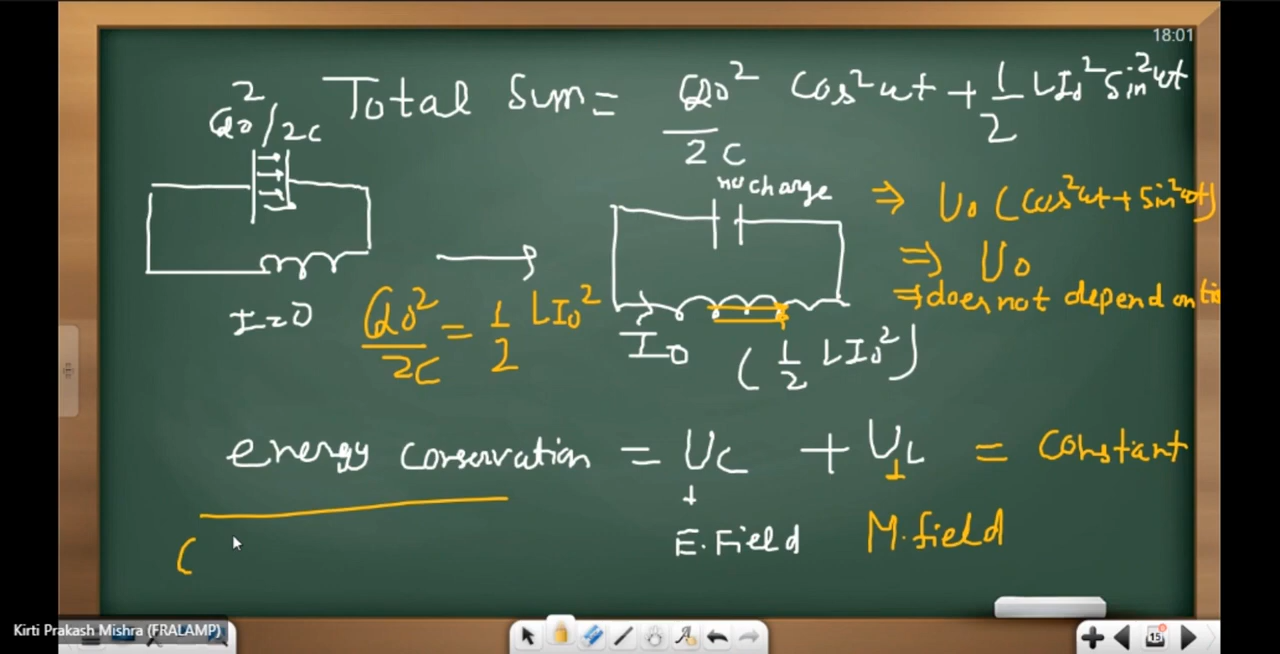 18:01
Total Sum = Q0²/2C cos²ωt + 1/2 LI0² Sin²ωt
Q0²/2C
no charge
⇒ U0 (cos²ωt + Sin²ωt)
⇒ U0
⇒ does not depend on
I=0
Q0²/2C = 1/2 LI0²
I0
(1/2 LI0²)
energy conservation = UC + UL = constant
E. Field
M. field
(
Kirti Prakash Mishra (FRALAMP)
15